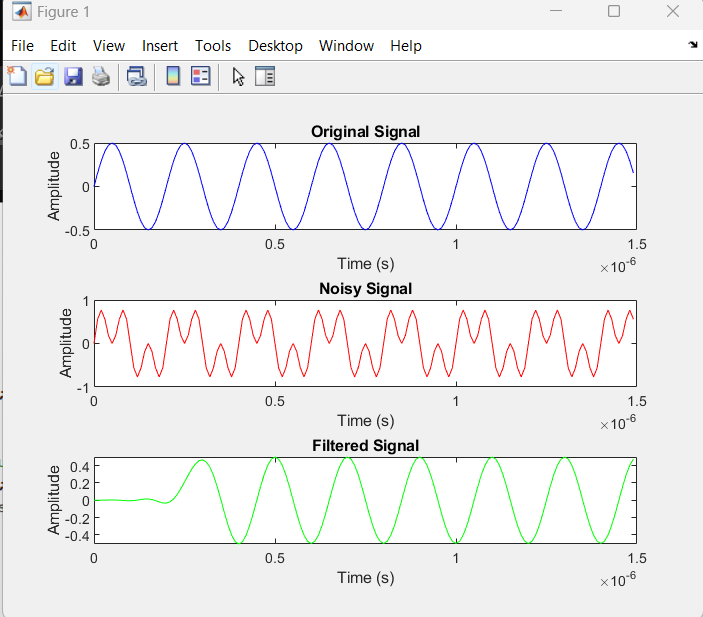 Figure 1
File Edit View Insert Tools Desktop Window Help
Original Signal
0.5
0
-0.5
Amplitude
0 0.5 1 1.5
Time (s)
×10⁻⁶
Noisy Signal
1
0
-1
Amplitude
0 0.5 1 1.5
Time (s)
×10⁻⁶
Filtered Signal
0.4
0.2
0
-0.2
-0.4
Amplitude
0 0.5 1 1.5
Time (s)
×10⁻⁶